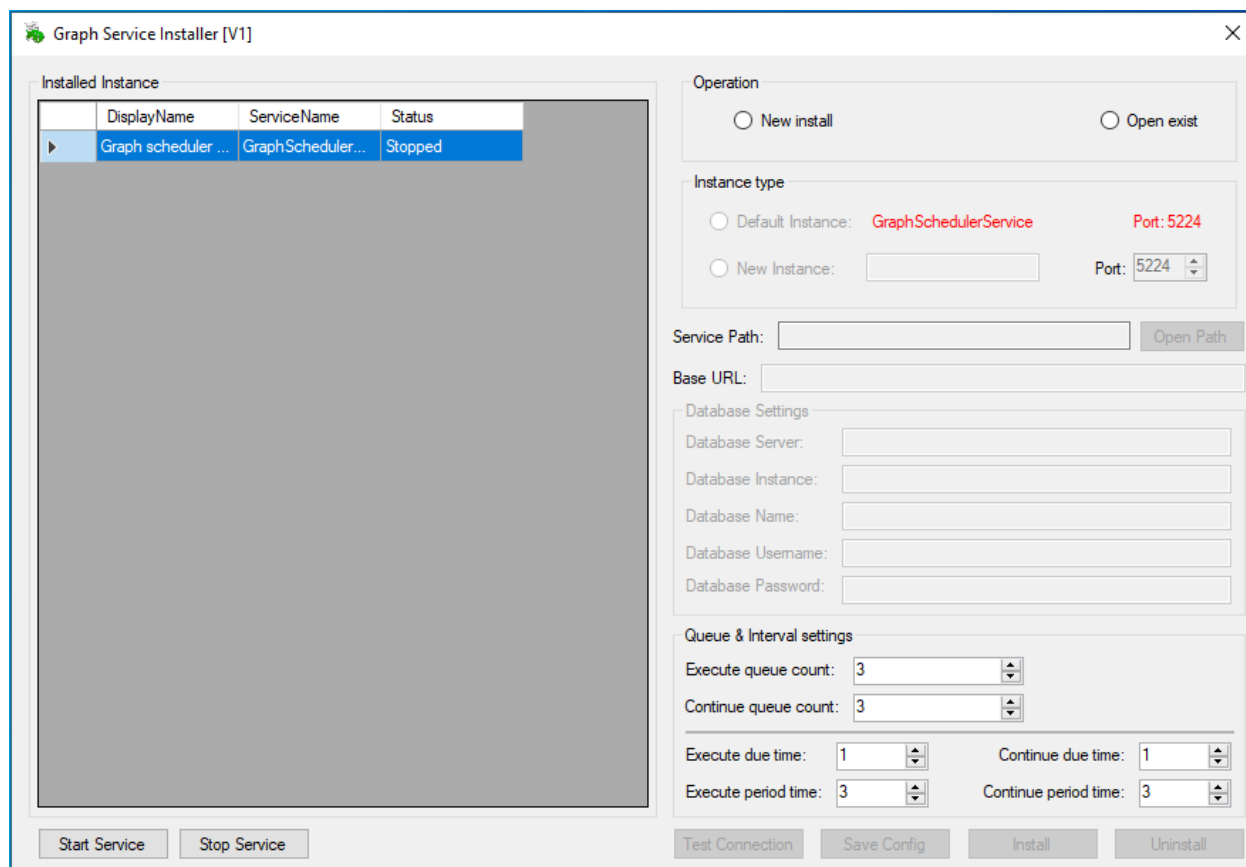 Graph Service Installer [V1]
Installed Instance
DisplayName ServiceName Status
Graph scheduler ... GraphScheduler... Stopped
Start Service Stop Service
Operation
New install Open exist
Instance type
Default Instance: GraphSchedulerService Port: 5224
New Instance: Port: 5224
Service Path: Open Path
Base URL:
Database Settings
Database Server:
Database Instance:
Database Name:
Database Username:
Database Password:
Queue & Interval settings
Execute queue count: 3
Continue queue count: 3
Execute due time: 1 Continue due time: 1
Execute period time: 3 Continue period time: 3
Test Connection Save Config Install Uninstall